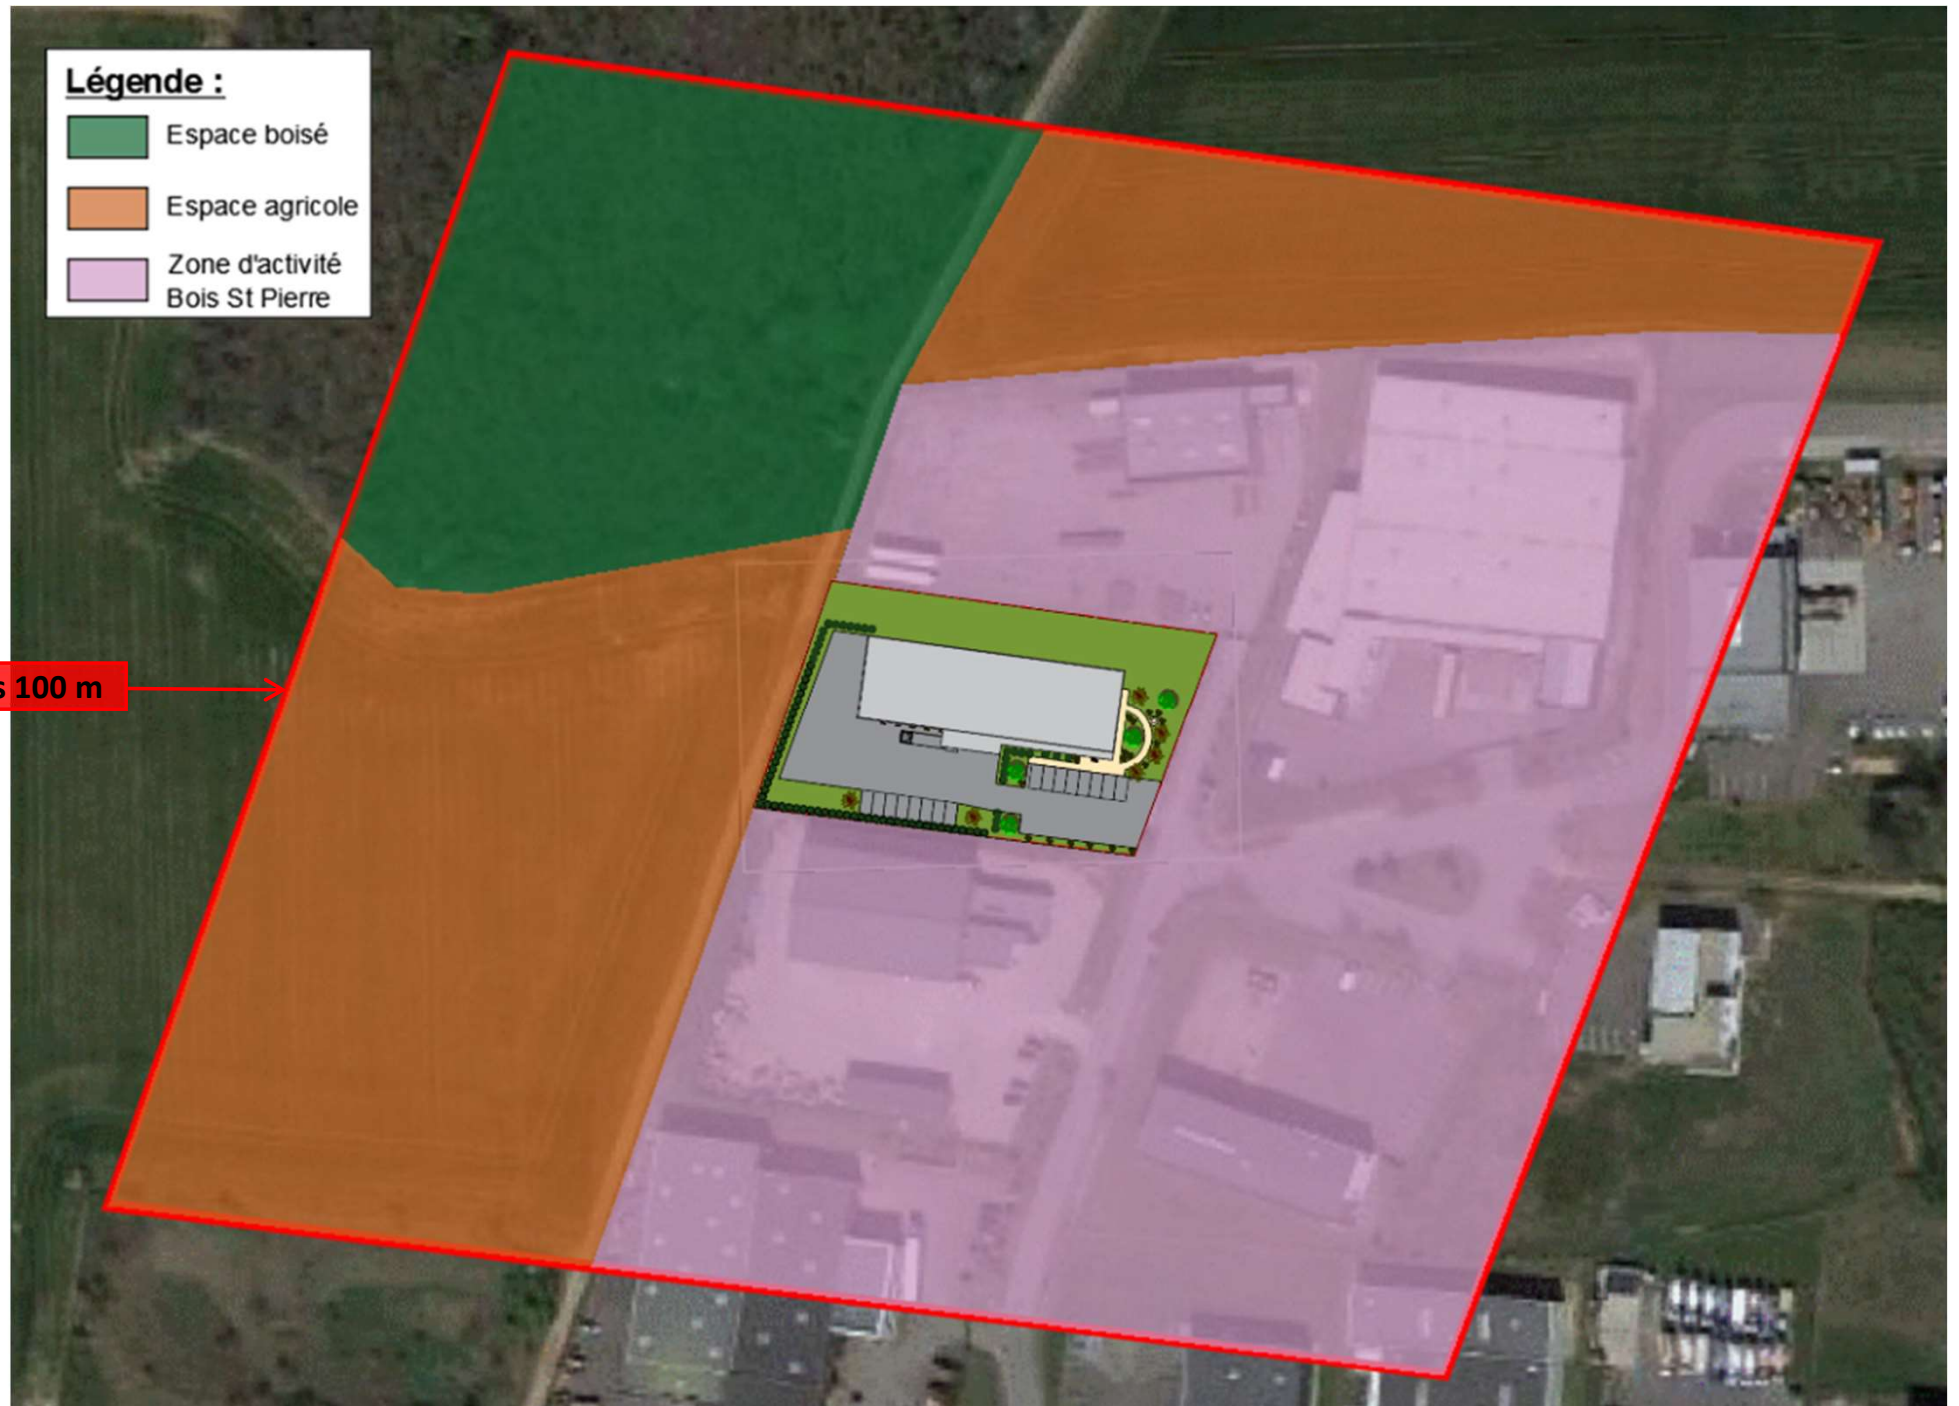 Légende :
Espace boisé
Espace agricole
Zone d'activité
Bois St Pierre
s 100 m